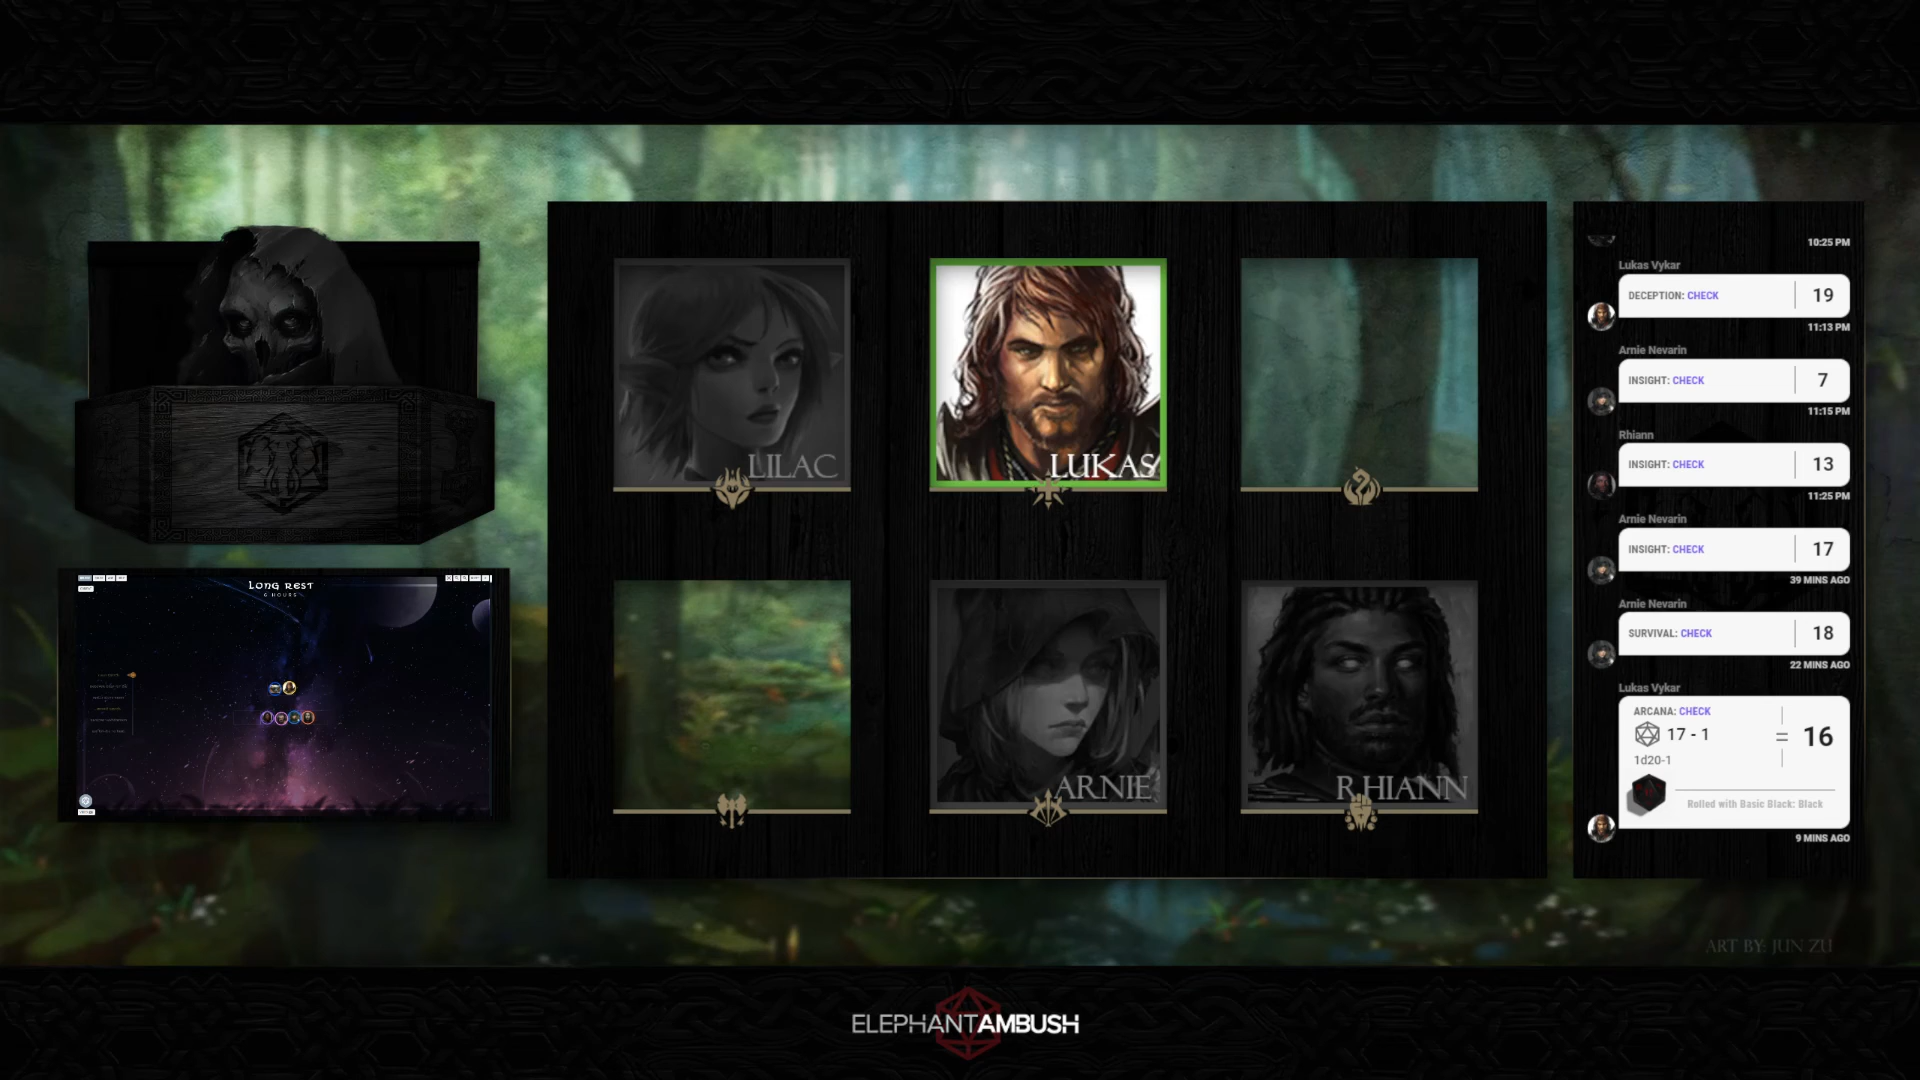 LILAC
LUKAS
ARNIE
RHIANN
LONG REST
6 HOURS
10:25 PM
Lukas Vykar
DECEPTION: CHECK
19
11:13 PM
Arnie Nevarin
INSIGHT: CHECK
7
11:15 PM
Rhiann
INSIGHT: CHECK
13
11:25 PM
Arnie Nevarin
INSIGHT: CHECK
17
39 MINS AGO
Arnie Nevarin
SURVIVAL: CHECK
18
22 MINS AGO
Lukas Vykar
ARCANA: CHECK
17 - 1
= 16
1d20-1
Rolled with Basic Black: Black
9 MINS AGO
ART BY: JUN ZU
ELEPHANTAMBUSH